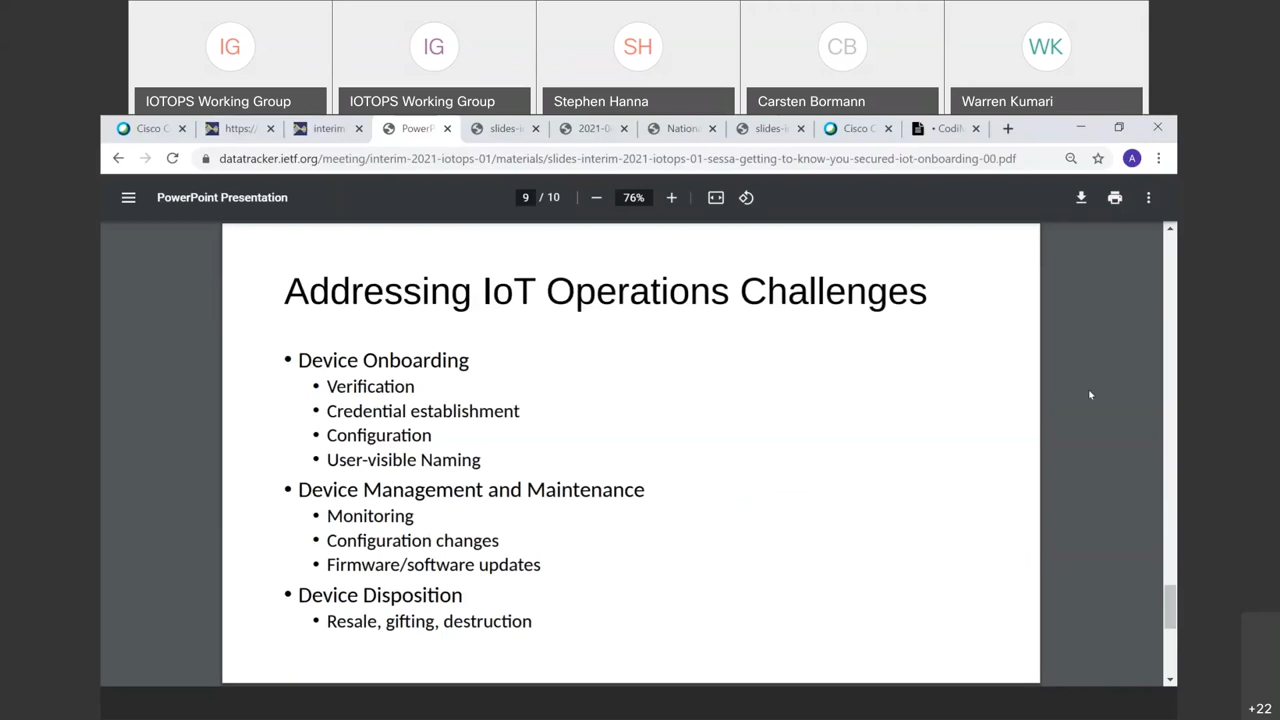 IG
IG
SH
CB
WK
IOTOPS Working Group
IOTOPS Working Group
Stephen Hanna
Carsten Bormann
Warren Kumari
Cisco C
https:/
interim
PowerP
slides-
2021-0
Nation
slides-i
Cisco C
• CodiM
datatracker.ietf.org/meeting/interim-2021-iotops-01/materials/slides-interim-2021-iotops-01-sessa-getting-to-know-you-secured-iot-onboarding-00.pdf
A
PowerPoint Presentation
9 / 10
76%
Addressing IoT Operations Challenges
• Device Onboarding
• Verification
• Credential establishment
• Configuration
• User-visible Naming
• Device Management and Maintenance
• Monitoring
• Configuration changes
• Firmware/software updates
• Device Disposition
• Resale, gifting, destruction
+22